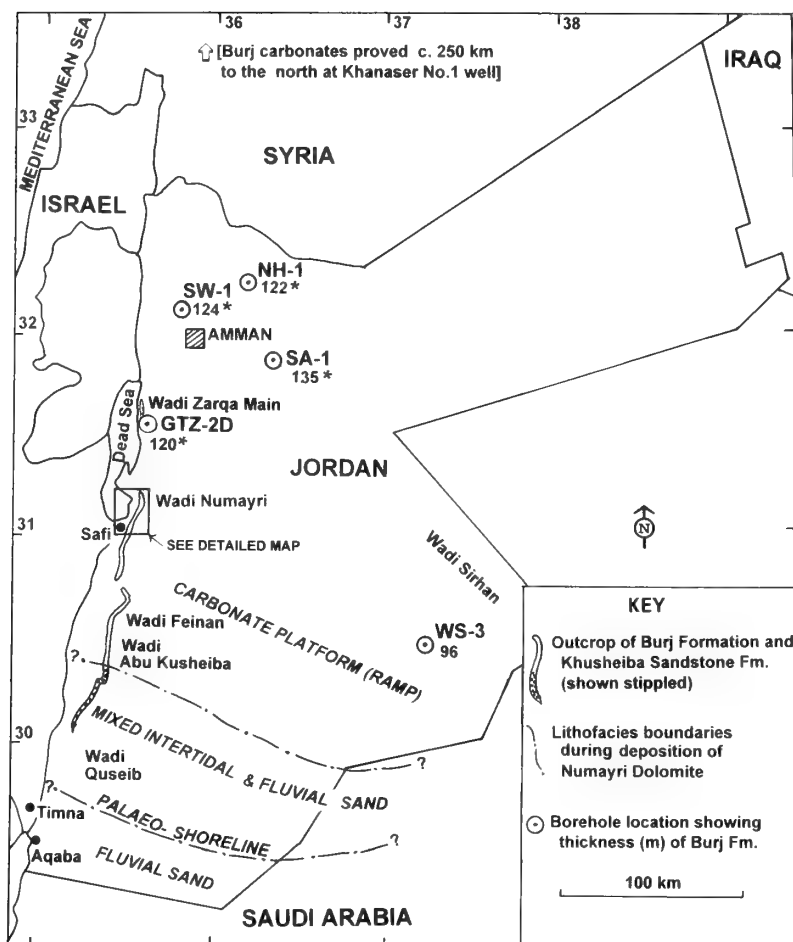 36
37
38
[Burj carbonates proved c. 250 km
to the north at Khanaser No.1 well]
IRAQ
MEDITERRANEAN SEA
33
SYRIA
ISRAEL
NH-1
122*
SW-1
124*
32
AMMAN
SA-1
135*
Wadi Zarqa Main
GTZ-2D
120*
Dead Sea
JORDAN
Wadi Numayri
N
31
Safi
SEE DETAILED MAP
Wadi Sirhan
CARBONATE PLATFORM (RAMP)
Wadi Feinan
WS-3
96
Wadi
Abu Kusheiba
?
MIXED INTERTIDAL & FLUVIAL SAND
?
30
Wadi
Quseib
?
Timna
PALAEO-SHORELINE
?
Aqaba
FLUVIAL SAND
SAUDI ARABIA
KEY
Outcrop of Burj Formation and
Khusheiba Sandstone Fm.
(shown stippled)
Lithofacies boundaries
during deposition of
Numayri Dolomite
Borehole location showing
thickness (m) of Burj Fm.
100 km